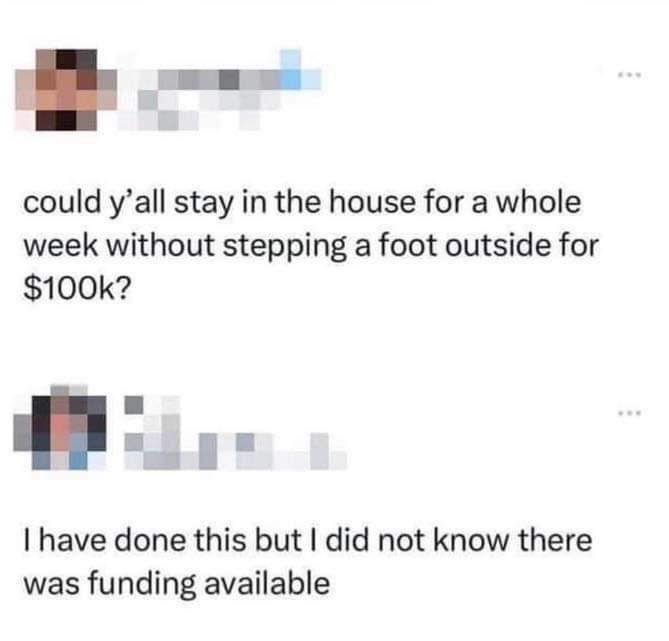 could y’all stay in the house for a whole
week without stepping a foot outside for
$100k?
I have done this but I did not know there
was funding available